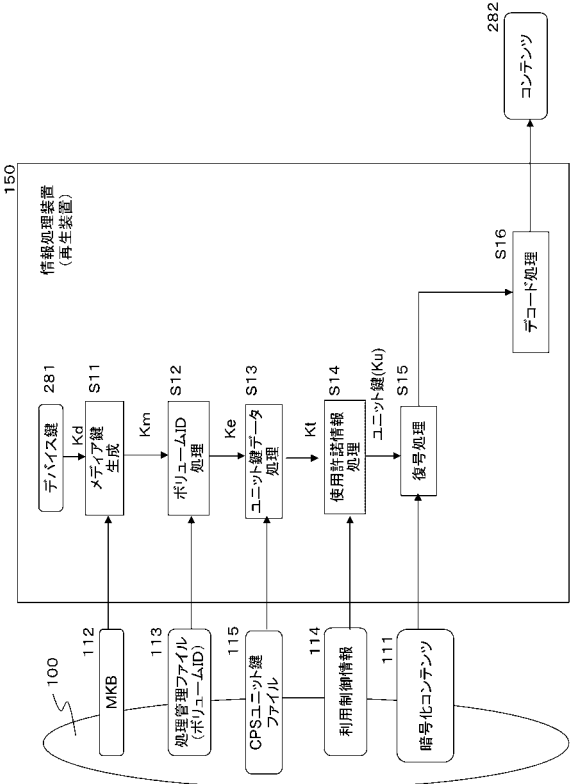 100
112
MKB
113
処理管理ファイル
(ボリュームID)
115
CPSユニット鍵
ファイル
114
利用制御情報
111
暗号化コンテンツ
150
情報処理装置
(再生装置)
281
デバイス鍵
Kd
S11
メディア鍵
生成
Km
S12
ボリュームID
処理
Ke
S13
ユニット鍵データ
処理
Kt
S14
使用許諾情報
処理
ユニット鍵(Ku)
S15
復号処理
S16
デコード処理
282
コンテンツ